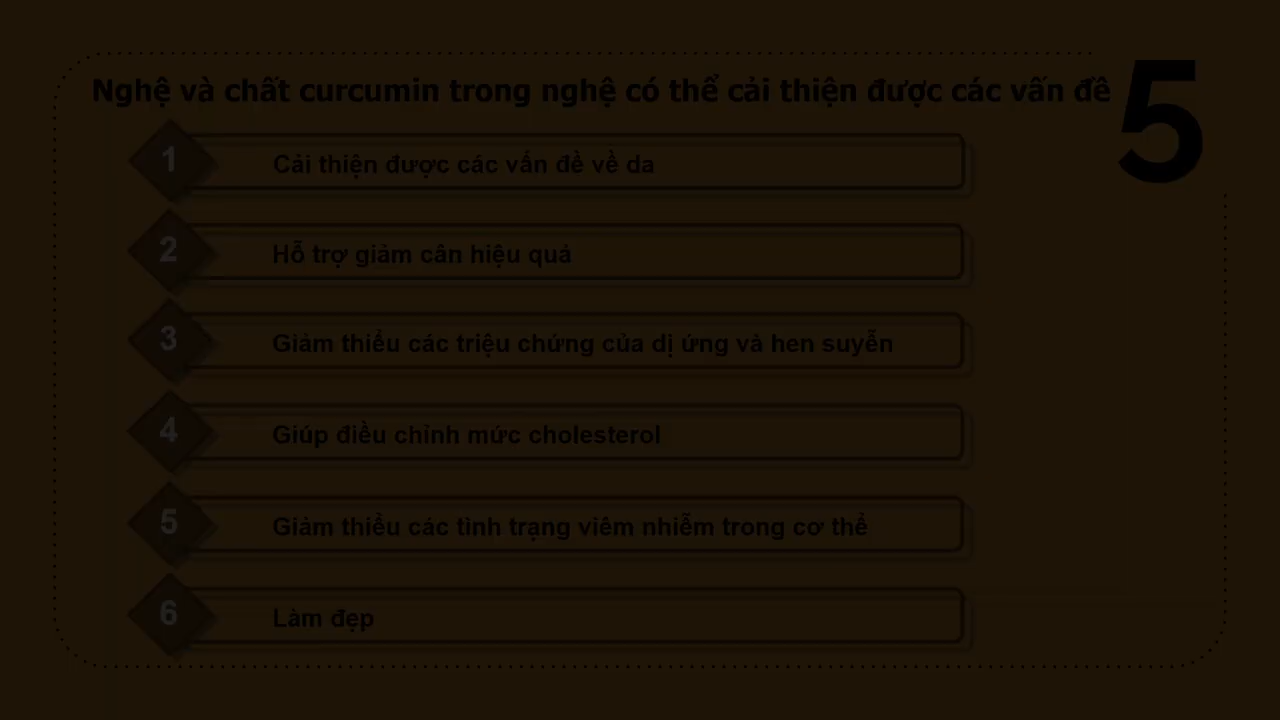 Nghệ và chất curcumin trong nghệ có thể cải thiện được các vấn đề
5
1
Cải thiện được các vấn đề về da
2
Hỗ trợ giảm cân hiệu quả
3
Giảm thiểu các triệu chứng của dị ứng và hen suyễn
4
Giúp điều chỉnh mức cholesterol
5
Giảm thiều các tình trạng viêm nhiễm trong cơ thể
6
Làm đẹp